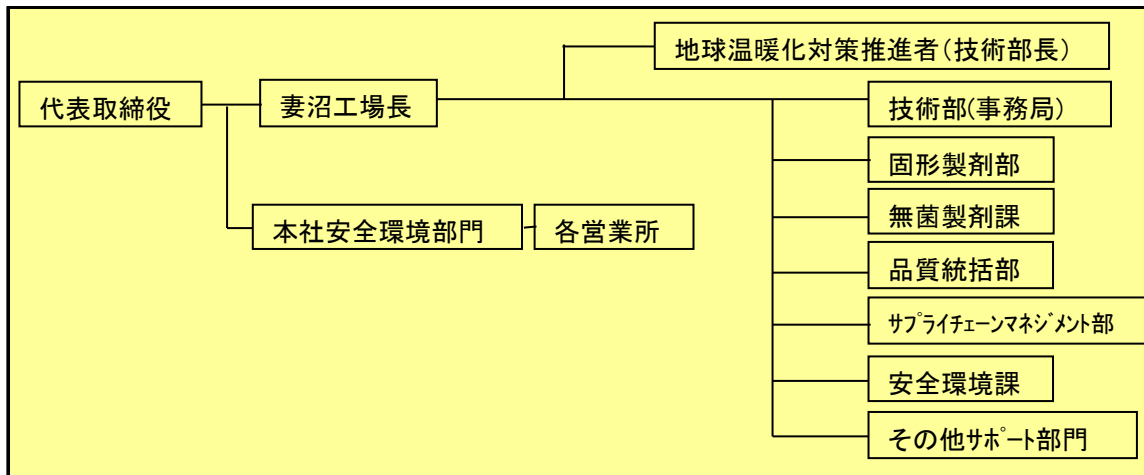 地球温暖化対策推進者(技術部長)
代表取締役
妻沼工場長
技術部(事務局)
固形製剤部
無菌製剤課
本社安全環境部門
各営業所
品質統括部
ｻﾌﾟﾗｲﾁｪｰﾝﾏﾈｼﾞﾒﾝﾄ部
安全環境課
その他ｻﾎﾟｰﾄ部門